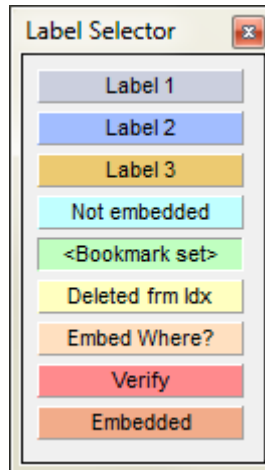 Label Selector
Label 1
Label 2
Label 3
Not embedded
<Bookmark set>
Deleted frm Idx
Embed Where?
Verify
Embedded